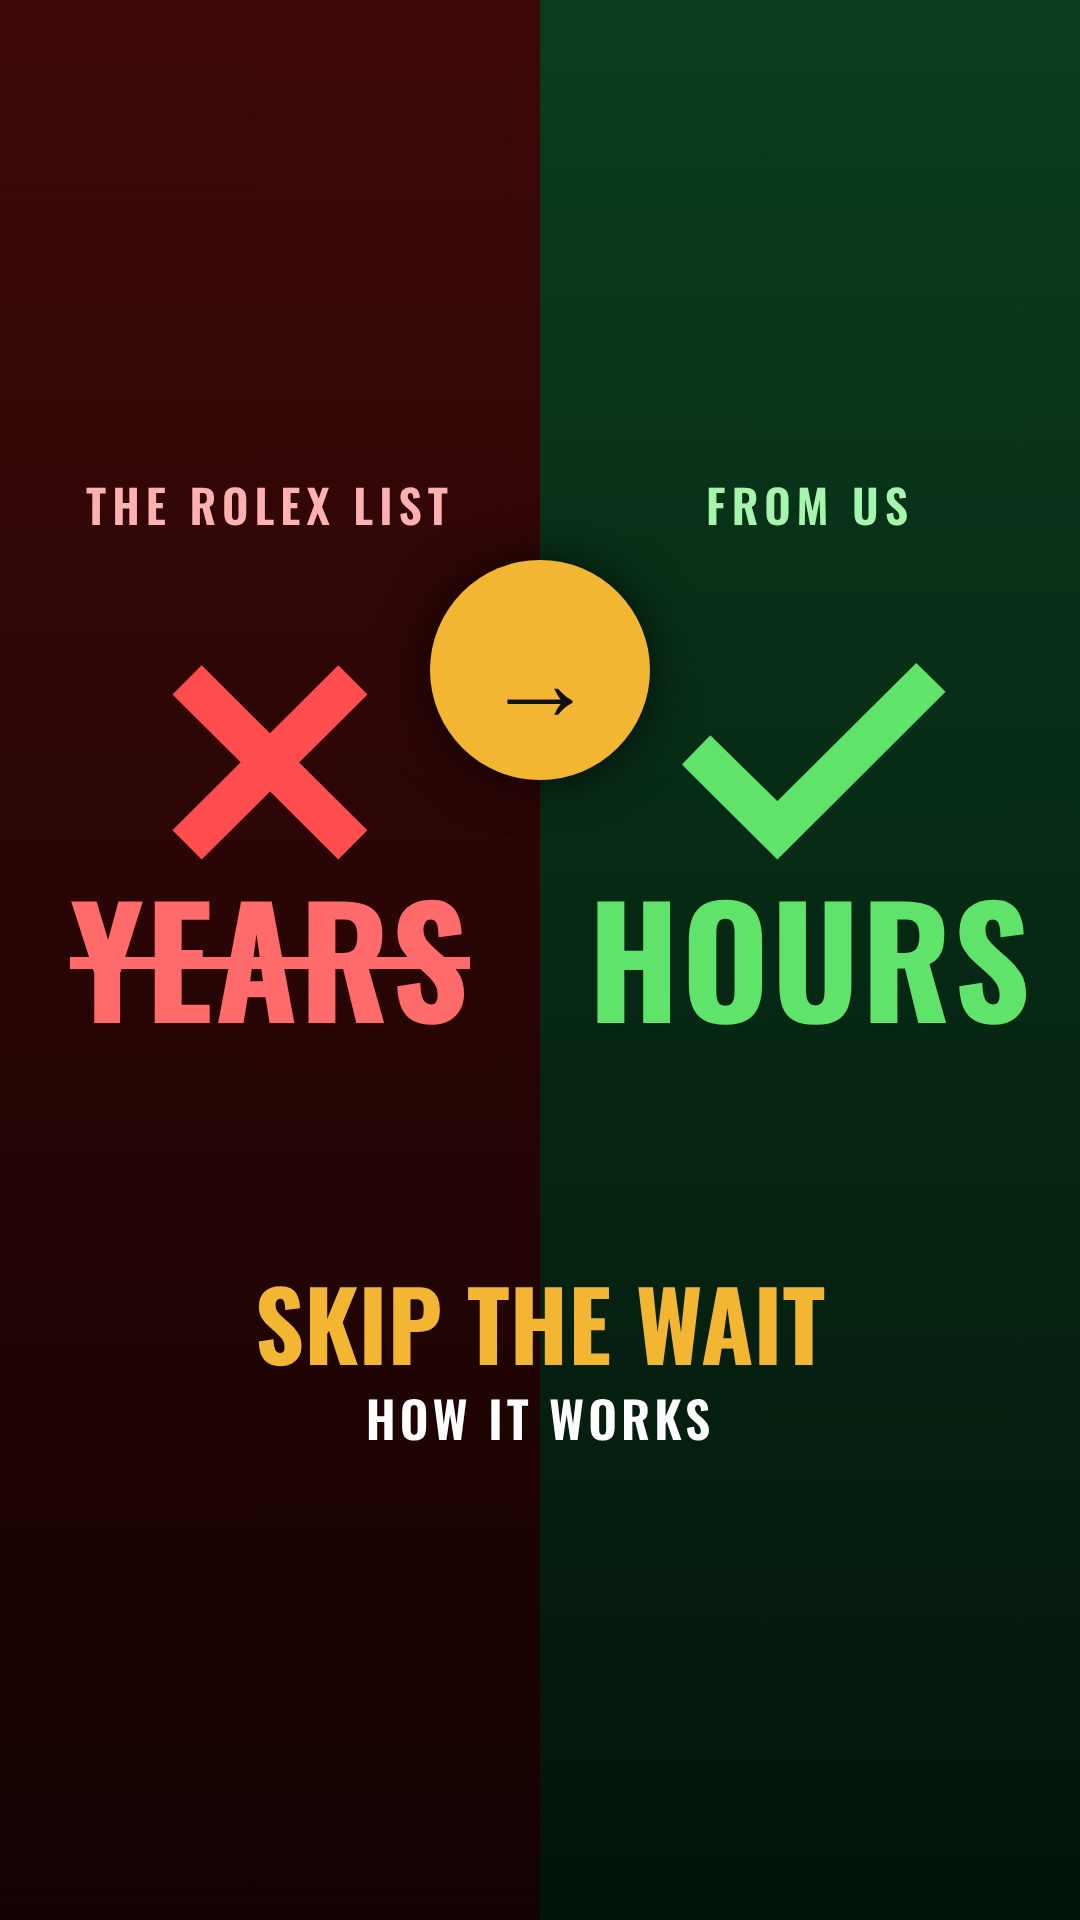 THE ROLEX LIST
FROM US
→
YEARS
HOURS
SKIP THE WAIT
HOW IT WORKS